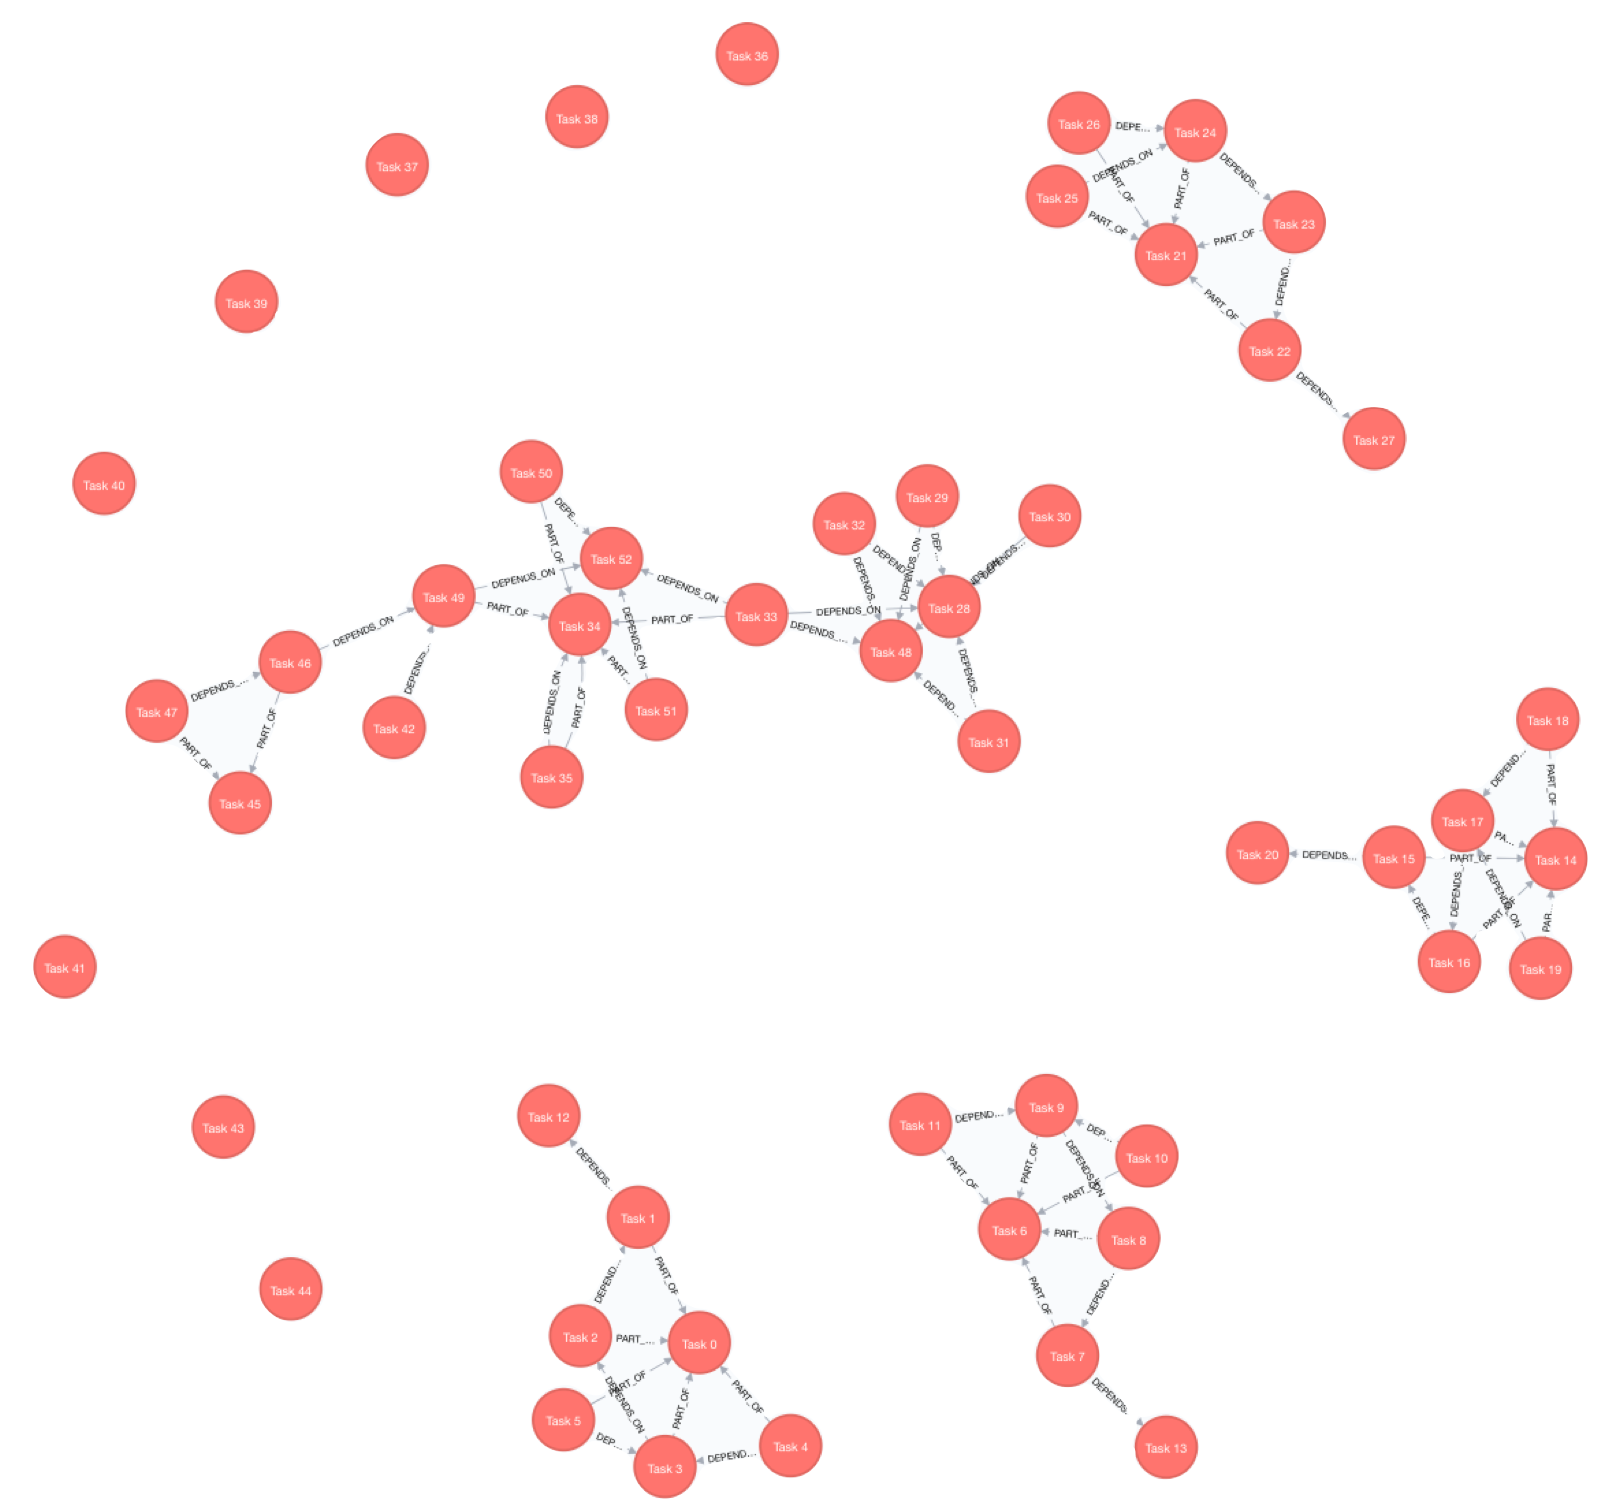 Task 36
Task 38
Task 37
Task 26
DEPE...
Task 24
DEPENDS_ON
PART_OF
PART_OF
DEPENDS...
Task 25
PART_OF
Task 23
PART_OF
Task 21
DEPEND...
PART_OF
Task 39
Task 22
DEPENDS...
Task 27
Task 40
Task 50
DEPE...
PART_OF
Task 52
Task 32
Task 29
Task 30
DEPEND...
DEPENDS_ON
DEP...
DEPENDS...
DEPENDS...
Task 49
DEPENDS_ON
PART_OF
Task 34
DEPENDS_ON
PART_OF
Task 33
DEPENDS_ON
DEPENDS...
Task 28
Task 48
DEPENDS_ON
Task 46
DEPENDS_ON
DEPENDS...
DEPENDS...
PART_OF
Task 47
PART_OF
Task 42
DEPENDS_ON
PART_OF
PART...
Task 51
DEPEND...
DEPENDS...
Task 31
Task 35
Task 45
Task 18
DEPEND...
PART_OF
Task 17
PA...
Task 20
DEPENDS...
Task 15
PART_OF
Task 14
DEPE...
DEPENDS...
PART_OF
DEPENDS_ON
PAR...
Task 16
Task 19
Task 41
Task 43
Task 12
DEPENDS...
Task 11
DEPEND...
Task 9
DEP...
Task 10
PART_OF
PART_OF
DEPENDS_ON
PART_OF
Task 1
Task 6
PART_...
Task 8
DEPEND...
PART_OF
Task 44
DEPEND...
PART_OF
Task 2
PART_...
Task 0
Task 7
DEPENDS...
PART_OF
DEPENDS_ON
PART_OF
PART_OF
Task 5
DEP...
Task 3
DEPEND...
Task 4
Task 13